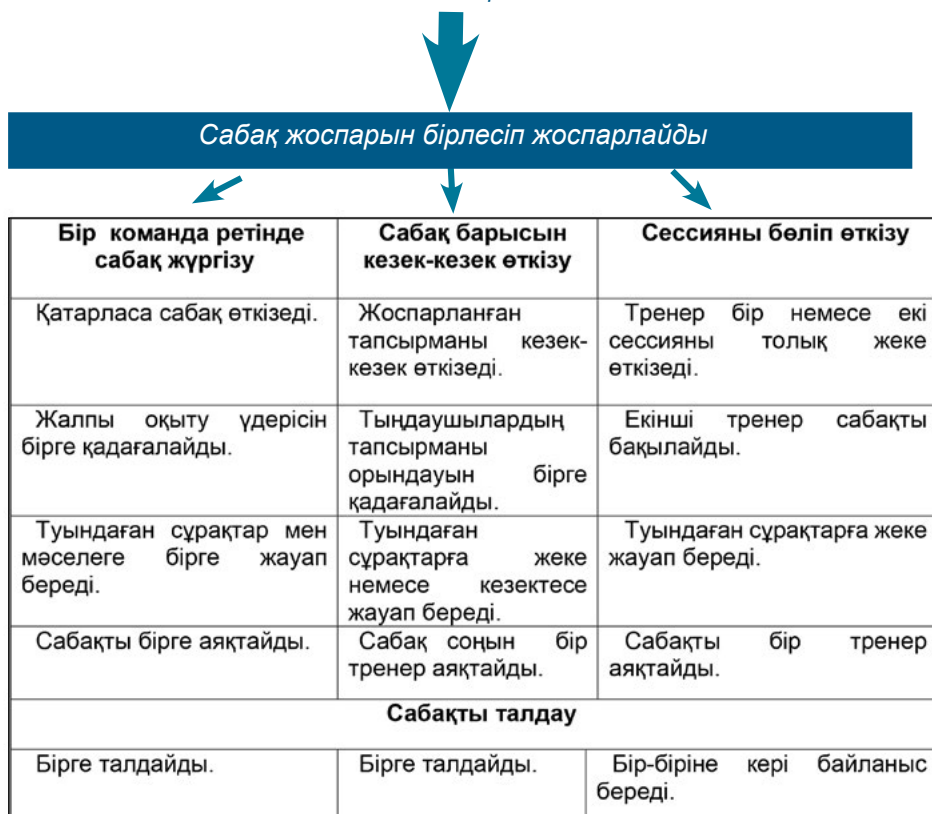 Сабақ жоспарын бірлесіп жоспарлайды
Бір команда ретінде
сабақ жүргізу
Сабақ барысын
кезек-кезек өткізу
Сессияны бөліп өткізу
Қатарласа сабақ өткізеді.
Жоспарланған
тапсырманы кезек-
кезек өткізеді.
Тренер бір немесе екі
сессияны толық жеке
өткізеді.
Жалпы оқыту үдерісін
бірге қадағалайды.
Тыңдаушылардың
тапсырманы
орындауын бірге
қадағалайды.
Екінші тренер сабақты
бақылайды.
Туындаған сұрақтар мен
мәселеге бірге жауап
береді.
Туындаған
сұрақтарға жеке
немесе кезектесе
жауап береді.
Туындаған сұрақтарға жеке
жауап береді.
Сабақты бірге аяқтайды.
Сабақ соңын бір
тренер аяқтайды.
Сабақты бір тренер
аяқтайды.
Сабақты талдау
Бірге талдайды.
Бірге талдайды.
Бір-біріне кері байланыс
береді.